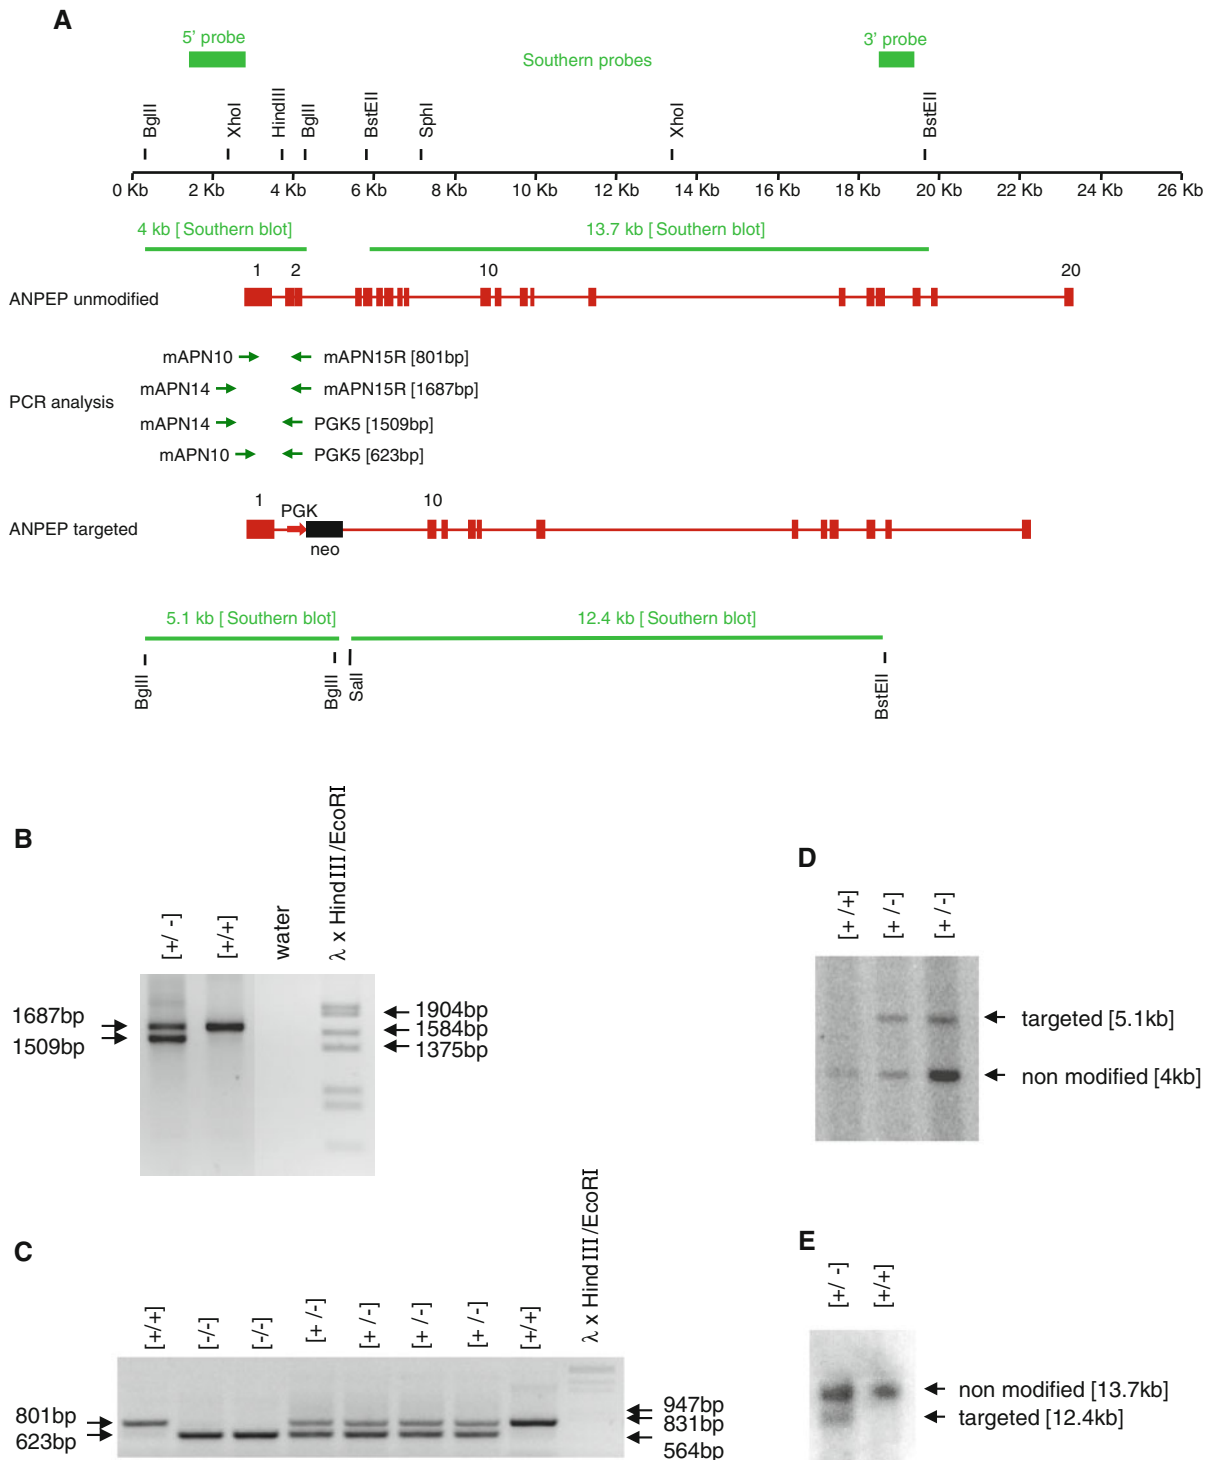 A
5' probe
3' probe
Southern probes
BglII
XhoI
HindIII
BglII
BstEII
SphI
XhoI
BstEII
0 Kb 2 Kb 4 Kb 6 Kb 8 Kb 10 Kb 12 Kb 14 Kb 16 Kb 18 Kb 20 Kb 22 Kb 24 Kb 26 Kb
4 kb [ Southern blot]
13.7 kb [ Southern blot]
1 2 10 20
ANPEP unmodified
mAPN10 mAPN15R [801bp]
mAPN14 mAPN15R [1687bp]
PCR analysis
mAPN14 PGK5 [1509bp]
mAPN10 PGK5 [623bp]
1 10
PGK
ANPEP targeted
neo
5.1 kb [ Southern blot]
12.4 kb [ Southern blot]
BglII
BglII
SalI
BstEII
B
[+/ -]
[+/+]
water
λ x HindIII/EcoRI
1687bp
1509bp
1904bp
1584bp
1375bp
D
[+ /+]
[+ /-]
[+ /-]
targeted [5.1kb]
non modified [4kb]
C
[+/+]
[-/-]
[-/-]
[+ /-]
[+ /-]
[+ /-]
[+ /-]
[+/+]
λ x HindIII/EcoRI
801bp
623bp
947bp
831bp
564bp
E
[+/ -]
[+/+]
non modified [13.7kb]
targeted [12.4kb]